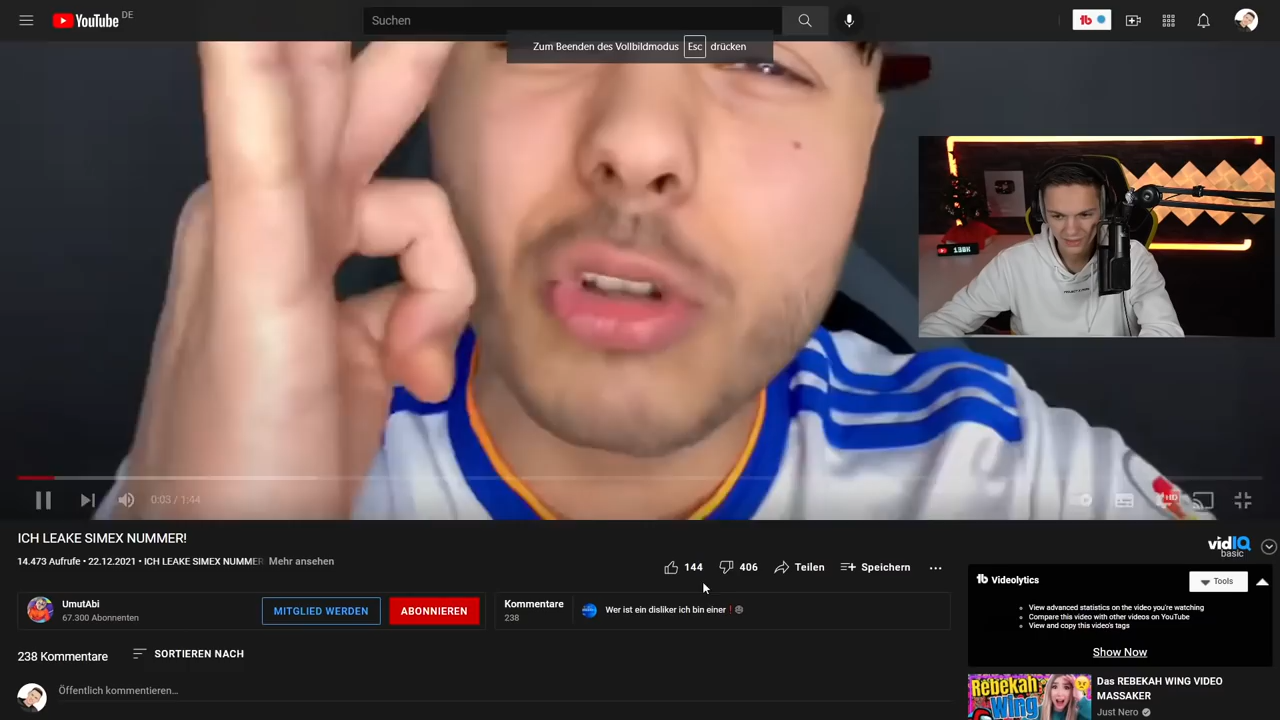 YouTube DE
Suchen
Zum Beenden des Vollbildmodus Esc drücken
138K
0:03 / 1:44
HD
ICH LEAKE SIMEX NUMMER!
14.473 Aufrufe • 22.12.2021 • ICH LEAKE SIMEX NUMMER Mehr ansehen
144
406
Teilen
Speichern
UmutAbi
67.300 Abonnenten
MITGLIED WERDEN
ABONNIEREN
Kommentare
238
Wer ist ein disliker ich bin einer
238 Kommentare
SORTIEREN NACH
Öffentlich kommentieren...
vidIQ
basic
Videolytics
Tools
View advanced statistics on the video you're watching
Compare this video with other videos on YouTube
View and copy this video's tags
Show Now
Rebekah
Wing
Das REBEKAH WING VIDEO
MASSAKER
Just Nero